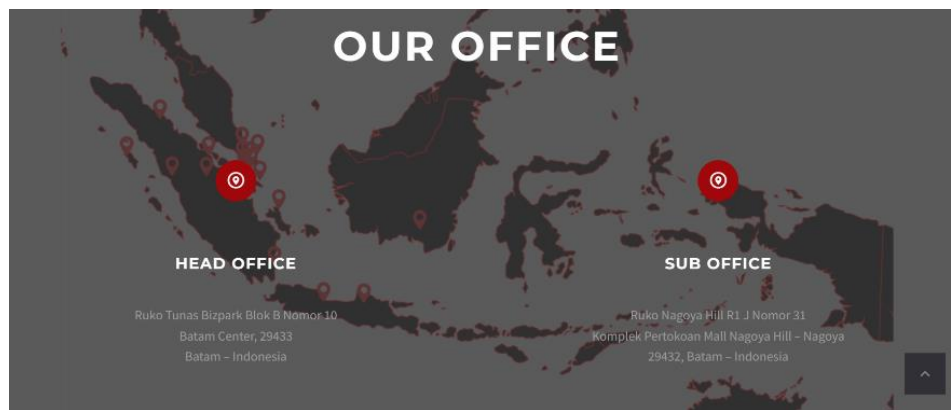 OUR OFFICE
HEAD OFFICE
Ruko Tunas Bizpark Blok B Nomor 10
Batam Center, 29433
Batam – Indonesia
SUB OFFICE
Ruko Nagoya Hill R1 J Nomor 31
Komplek Pertokoan Mall Nagoya Hill – Nagoya
29432, Batam – Indonesia